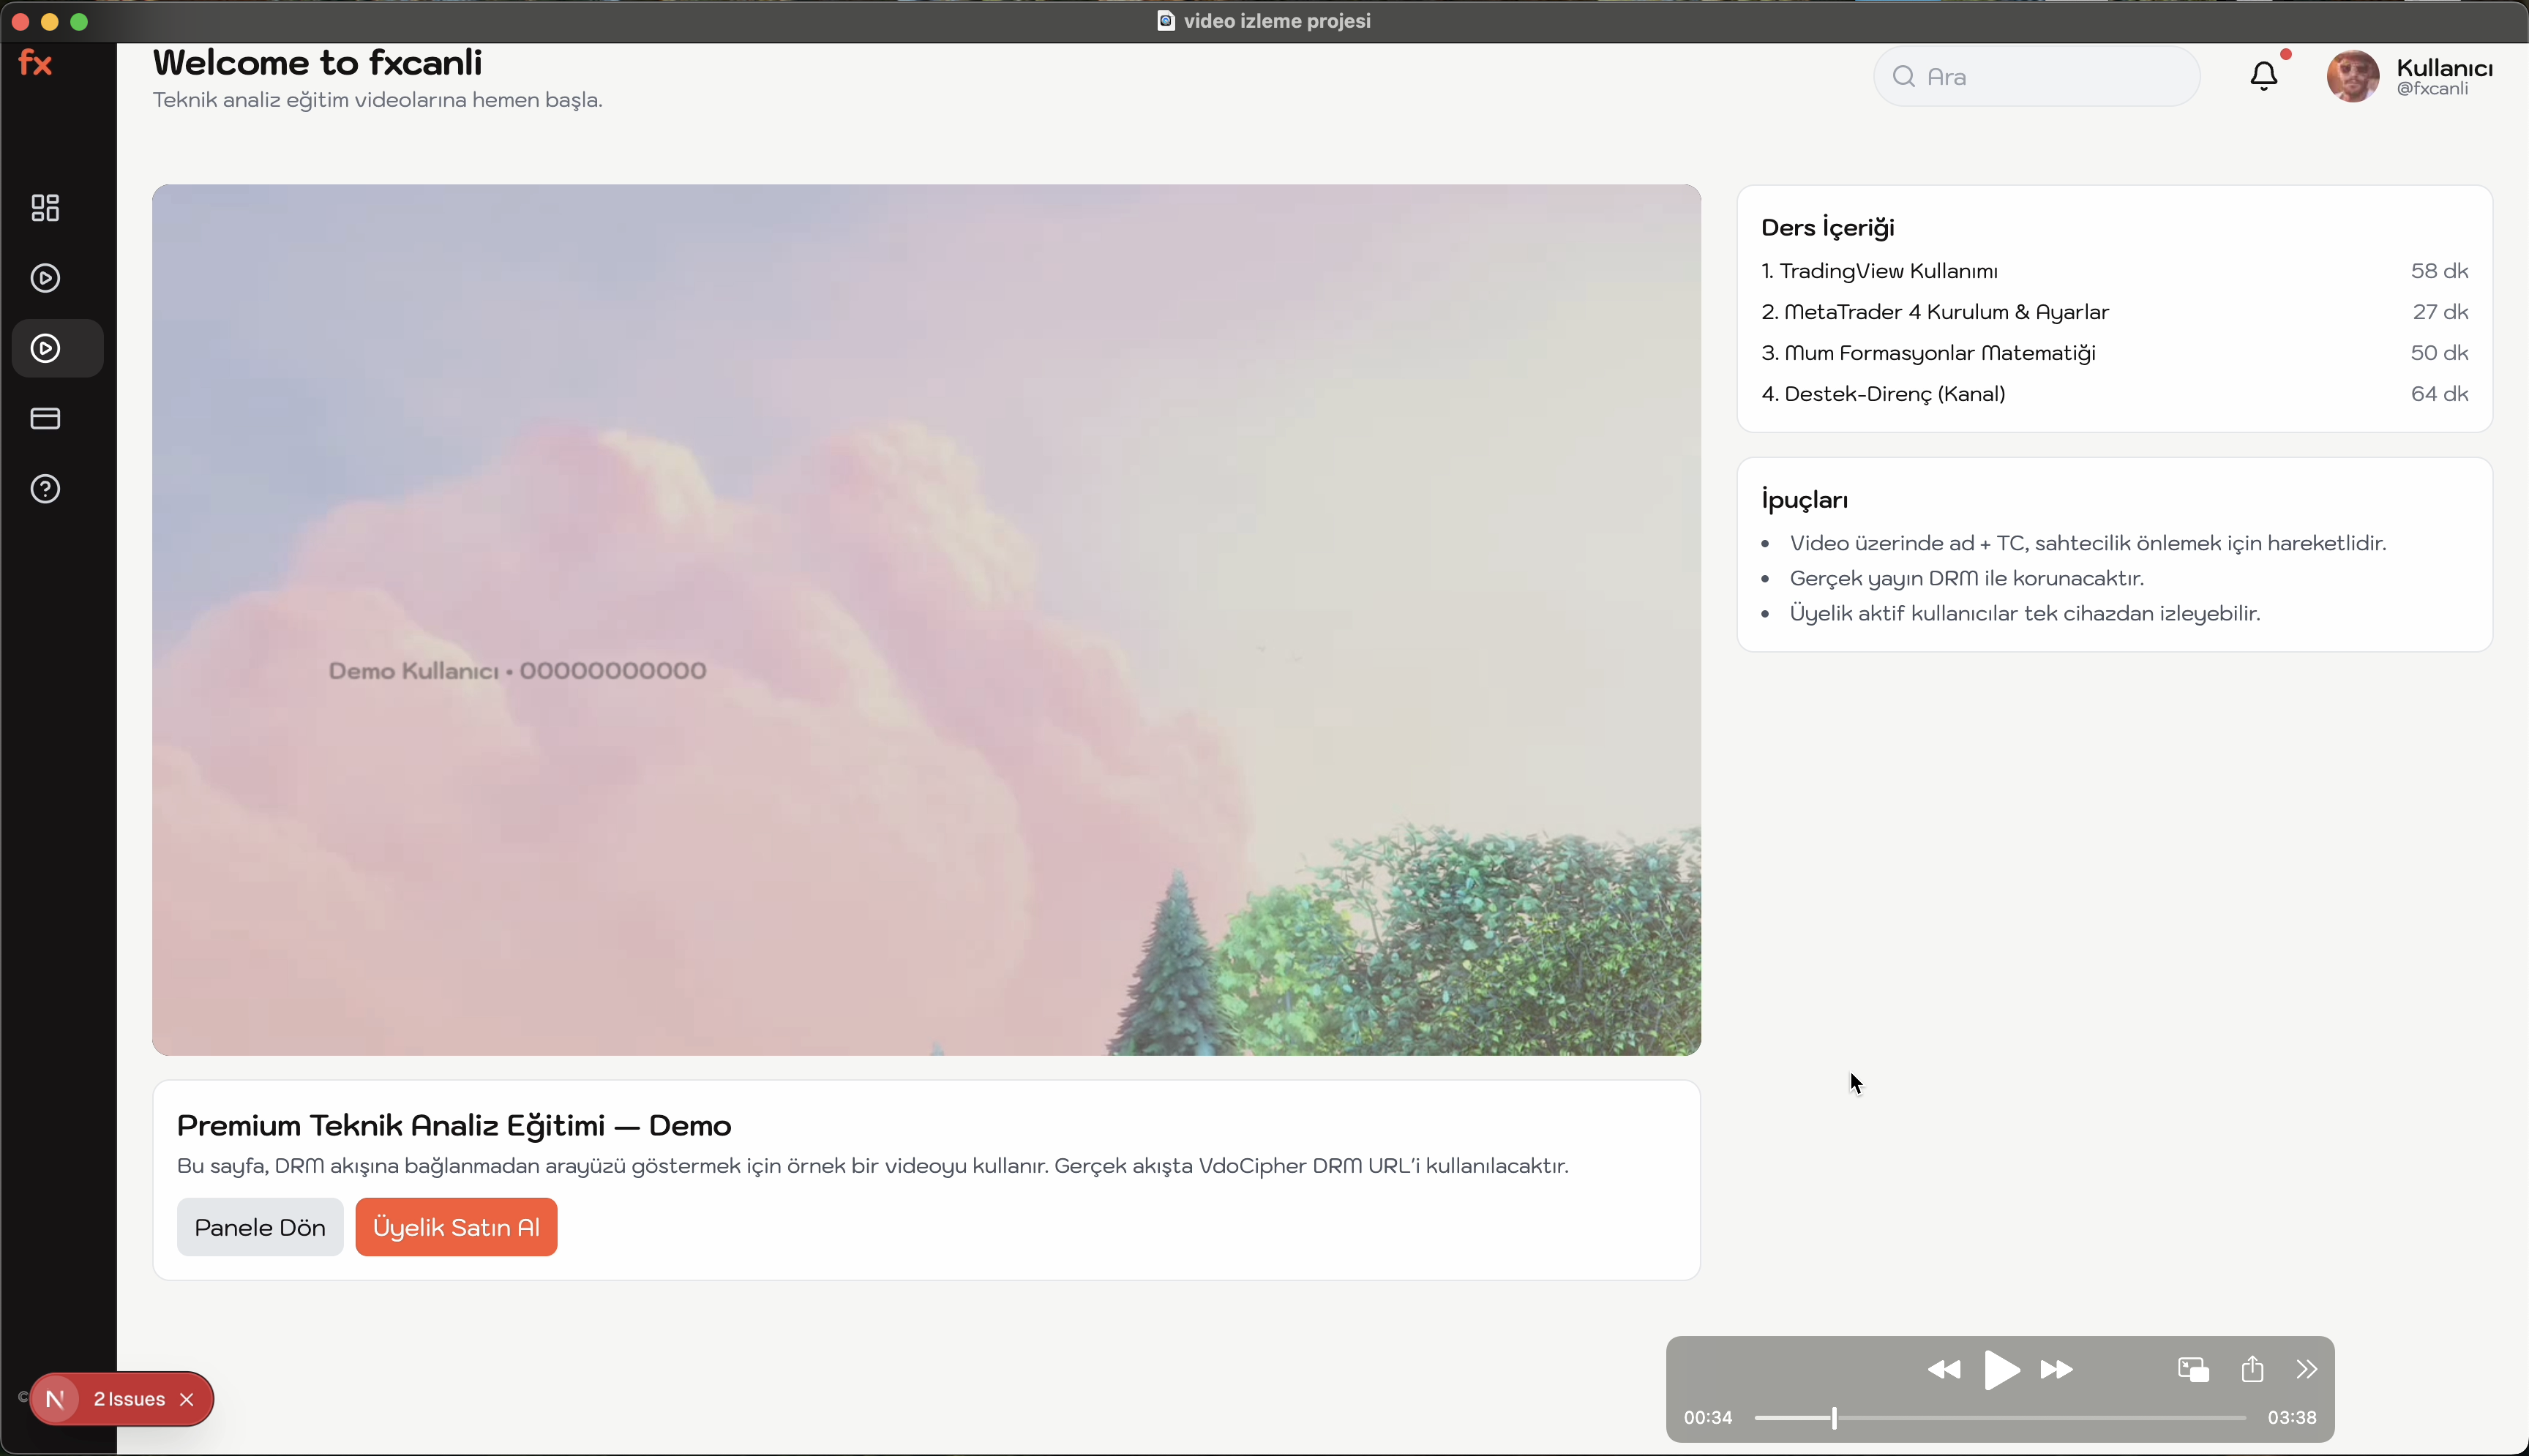 video izleme projesi
fx
Welcome to fxcanli
Teknik analiz eğitim videolarına hemen başla.
Ara
Kullanıcı
@fxcanli
Demo Kullanıcı • 00000000000
Ders İçeriği
1. TradingView Kullanımı 58 dk
2. MetaTrader 4 Kurulum & Ayarlar 27 dk
3. Mum Formasyonlar Matematiği 50 dk
4. Destek-Direnç (Kanal) 64 dk
İpuçları
• Video üzerinde ad + TC, sahtecilik önlemek için hareketlidir.
• Gerçek yayın DRM ile korunacaktır.
• Üyelik aktif kullanıcılar tek cihazdan izleyebilir.
Premium Teknik Analiz Eğitimi — Demo
Bu sayfa, DRM akışına bağlanmadan arayüzü göstermek için örnek bir videoyu kullanır. Gerçek akışta VdoCipher DRM URL'i kullanılacaktır.
Panele Dön Üyelik Satın Al
© N 2 Issues
00:34 03:38